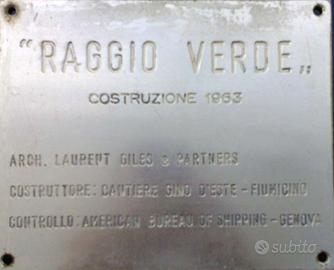 "RAGGIO VERDE„
COSTRUZIONE 1963
ARCH. LAURENT GILES & PARTNERS
COSTRUTTORE: CANTIERE GINO D'ESTE - FIUMICINO
CONTROLLO: AMERICAN BUREAU OF SHIPPING - GENOVA
subito